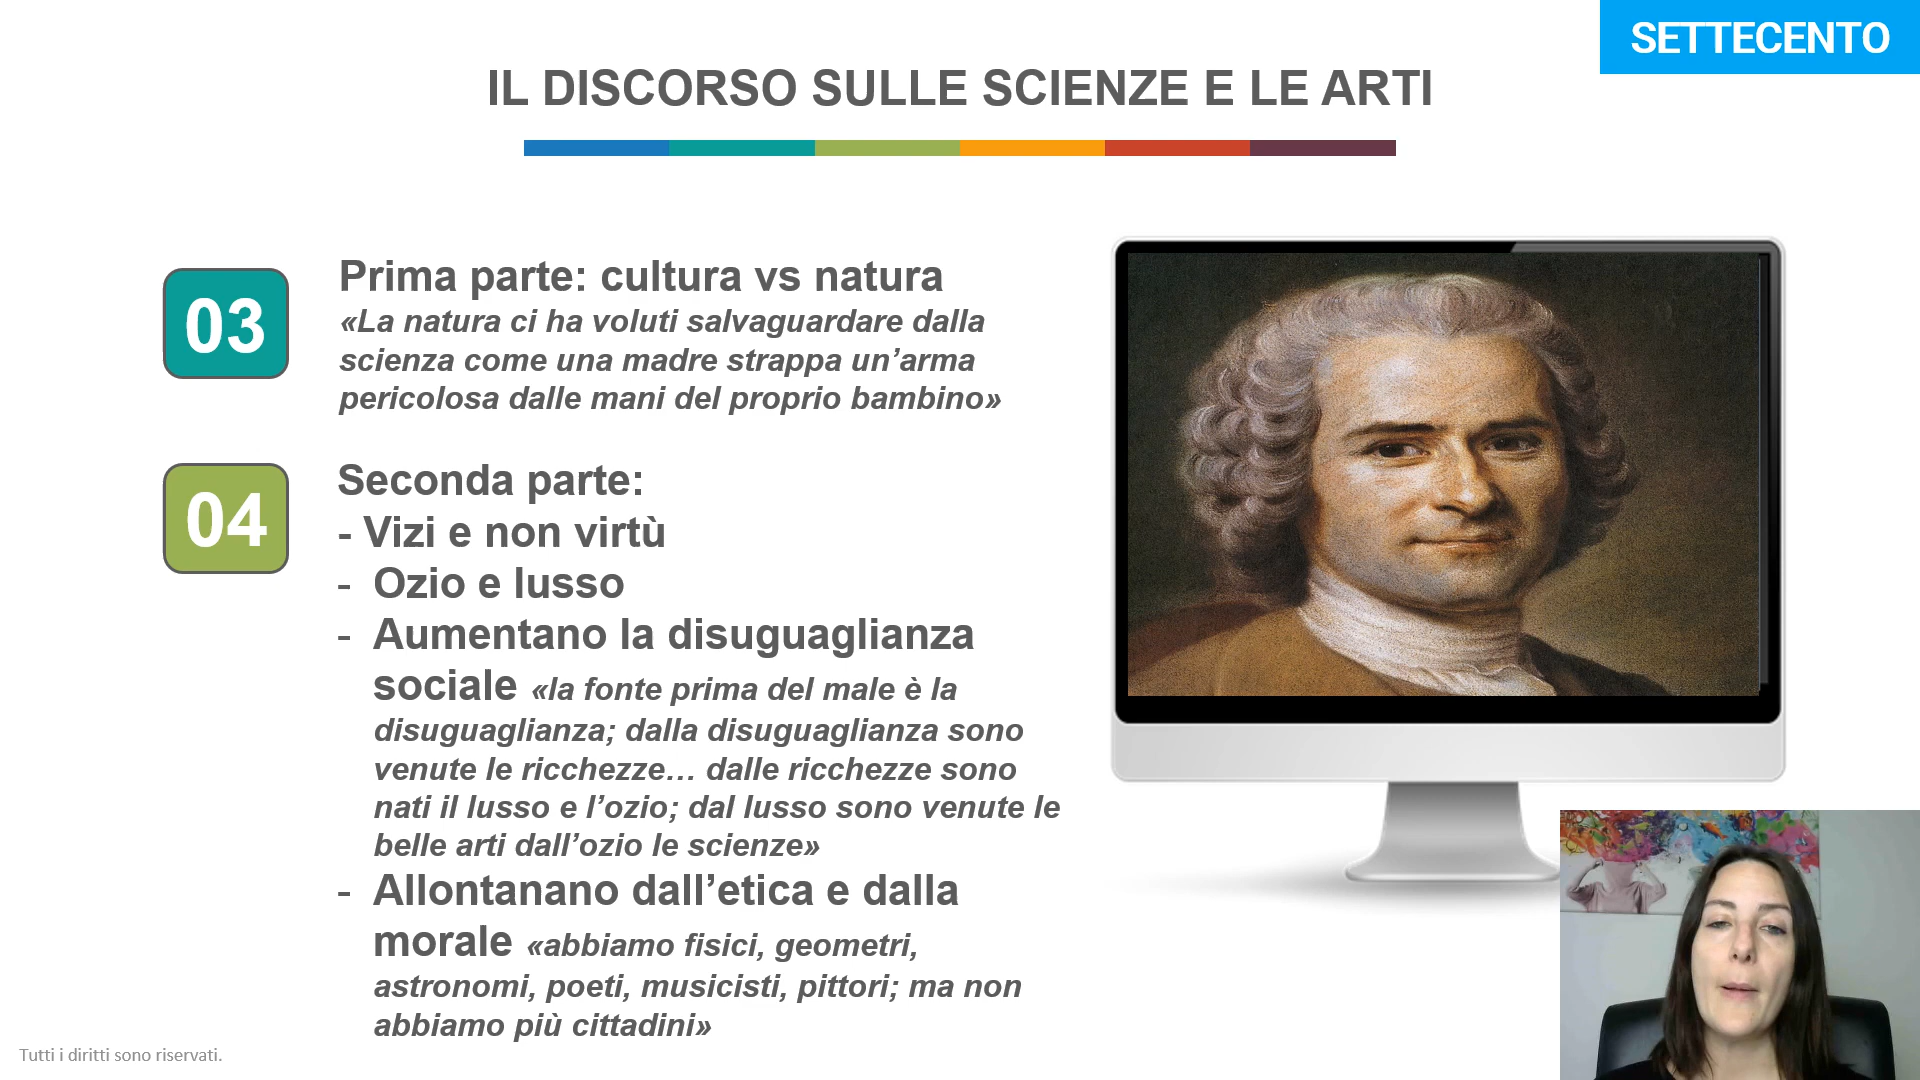 SETTECENTO
IL DISCORSO SULLE SCIENZE E LE ARTI
03
Prima parte: cultura vs natura
«La natura ci ha voluti salvaguardare dalla
scienza come una madre strappa un’arma
pericolosa dalle mani del proprio bambino»
04
Seconda parte:
- Vizi e non virtù
- Ozio e lusso
- Aumentano la disuguaglianza
sociale «la fonte prima del male è la
disuguaglianza; dalla disuguaglianza sono
venute le ricchezze… dalle ricchezze sono
nati il lusso e l’ozio; dal lusso sono venute le
belle arti dall’ozio le scienze»
- Allontanano dall’etica e dalla
morale «abbiamo fisici, geometri,
astronomi, poeti, musicisti, pittori; ma non
abbiamo più cittadini»
Tutti i diritti sono riservati.